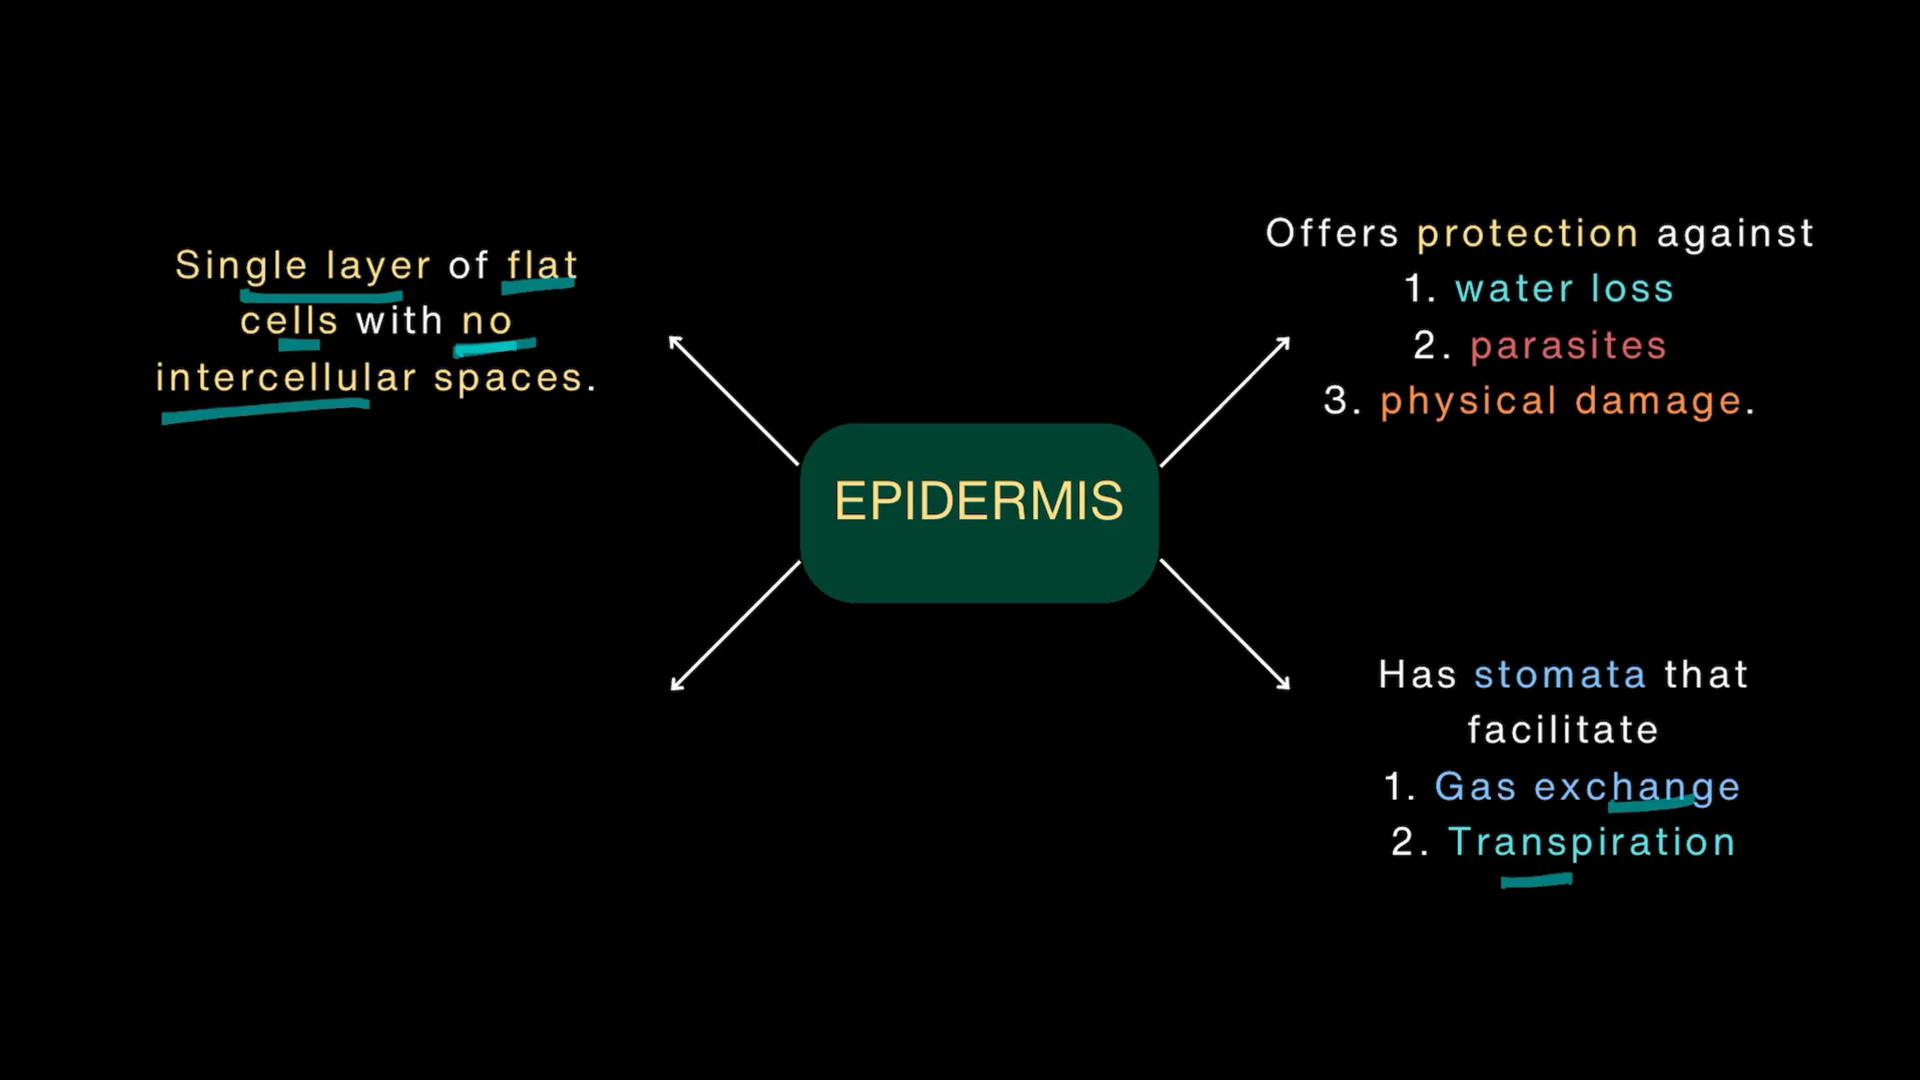 Single layer of flat
cells with no
intercellular spaces.
Offers protection against
1. water loss
2. parasites
3. physical damage.
EPIDERMIS
Has stomata that
facilitate
1. Gas exchange
2. Transpiration